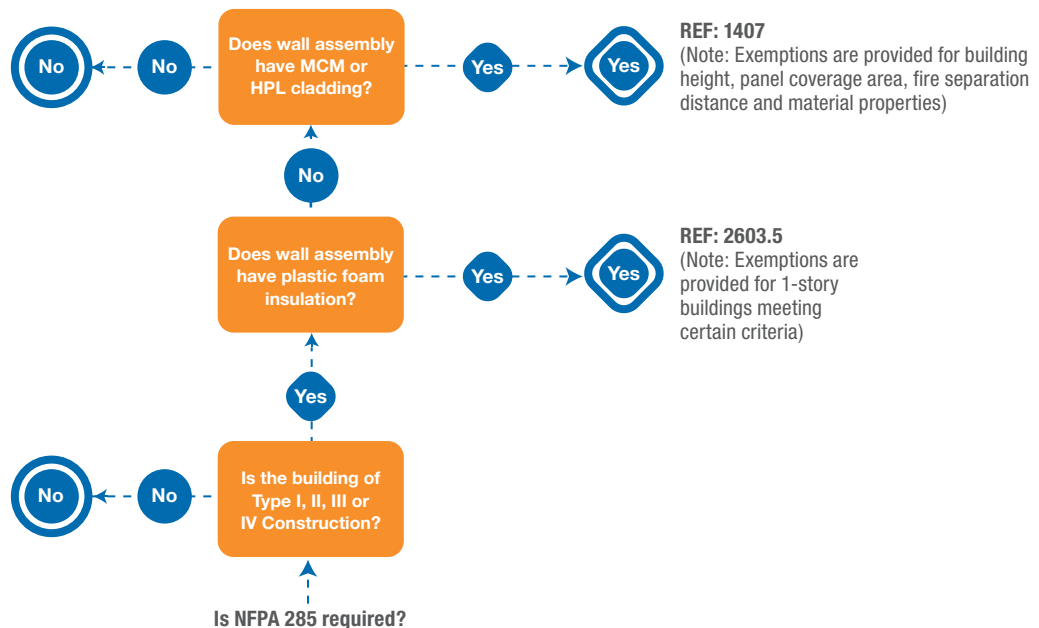 No
No
Does wall assembly
have MCM or
HPL cladding?
Yes
Yes
REF: 1407
(Note: Exemptions are provided for building
height, panel coverage area, fire separation
distance and material properties)
No
Does wall assembly
have plastic foam
insulation?
Yes
Yes
REF: 2603.5
(Note: Exemptions are
provided for 1-story
buildings meeting
certain criteria)
Yes
No
No
Is the building of
Type I, II, III or
IV Construction?
Is NFPA 285 required?